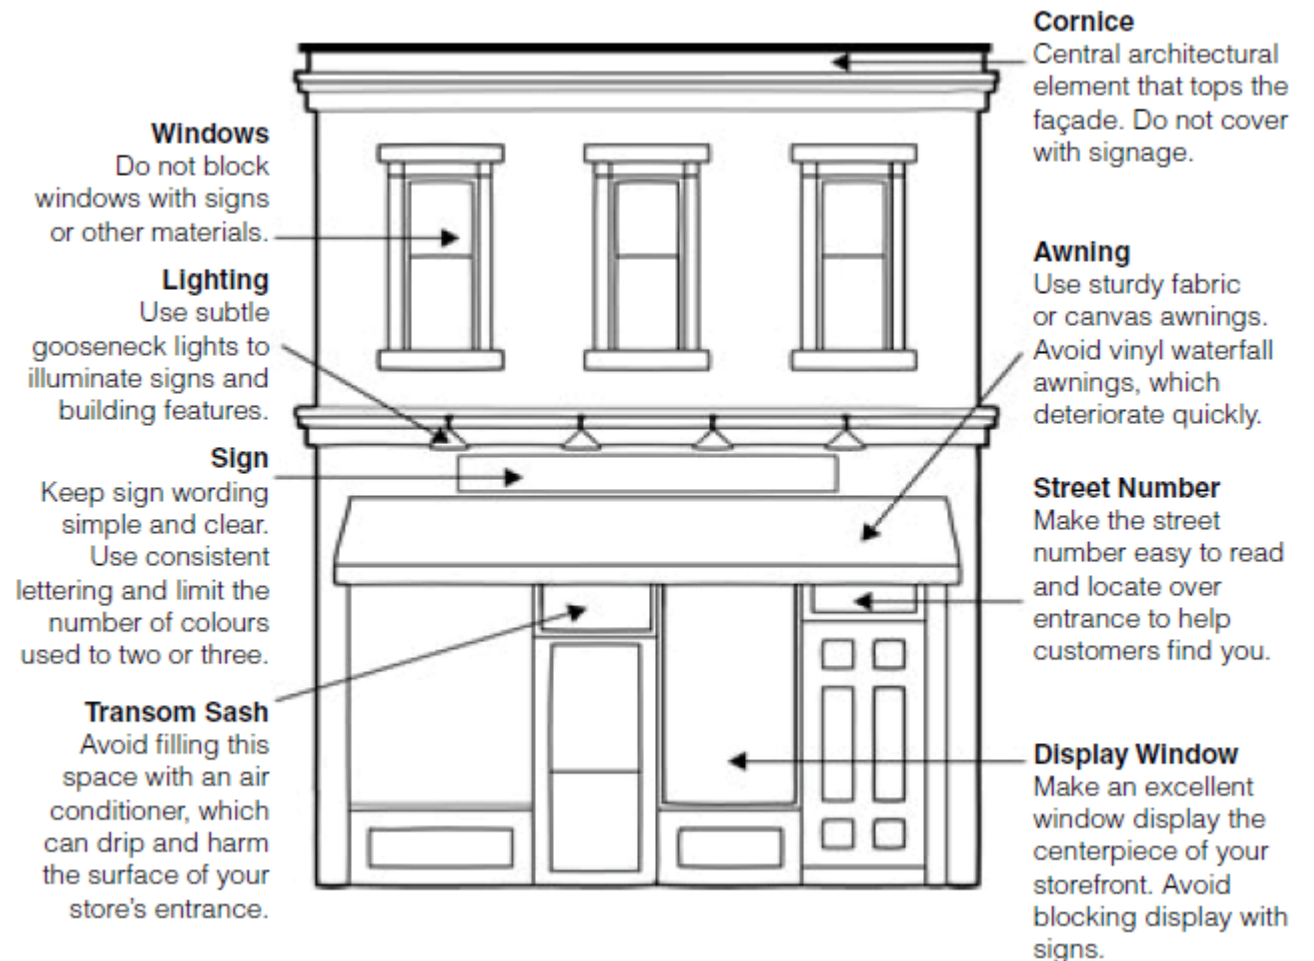 Windows
Do not block
windows with signs
or other materials.
Lighting
Use subtle
gooseneck lights to
illuminate signs and
building features.
Sign
Keep sign wording
simple and clear.
Use consistent
lettering and limit the
number of colours
used to two or three.
Transom Sash
Avoid filling this
space with an air
conditioner, which
can drip and harm
the surface of your
store's entrance.
Cornice
Central architectural
element that tops the
façade. Do not cover
with signage.
Awning
Use sturdy fabric
or canvas awnings.
Avoid vinyl waterfall
awnings, which
deteriorate quickly.
Street Number
Make the street
number easy to read
and locate over
entrance to help
customers find you.
Display Window
Make an excellent
window display the
centerpiece of your
storefront. Avoid
blocking display with
signs.